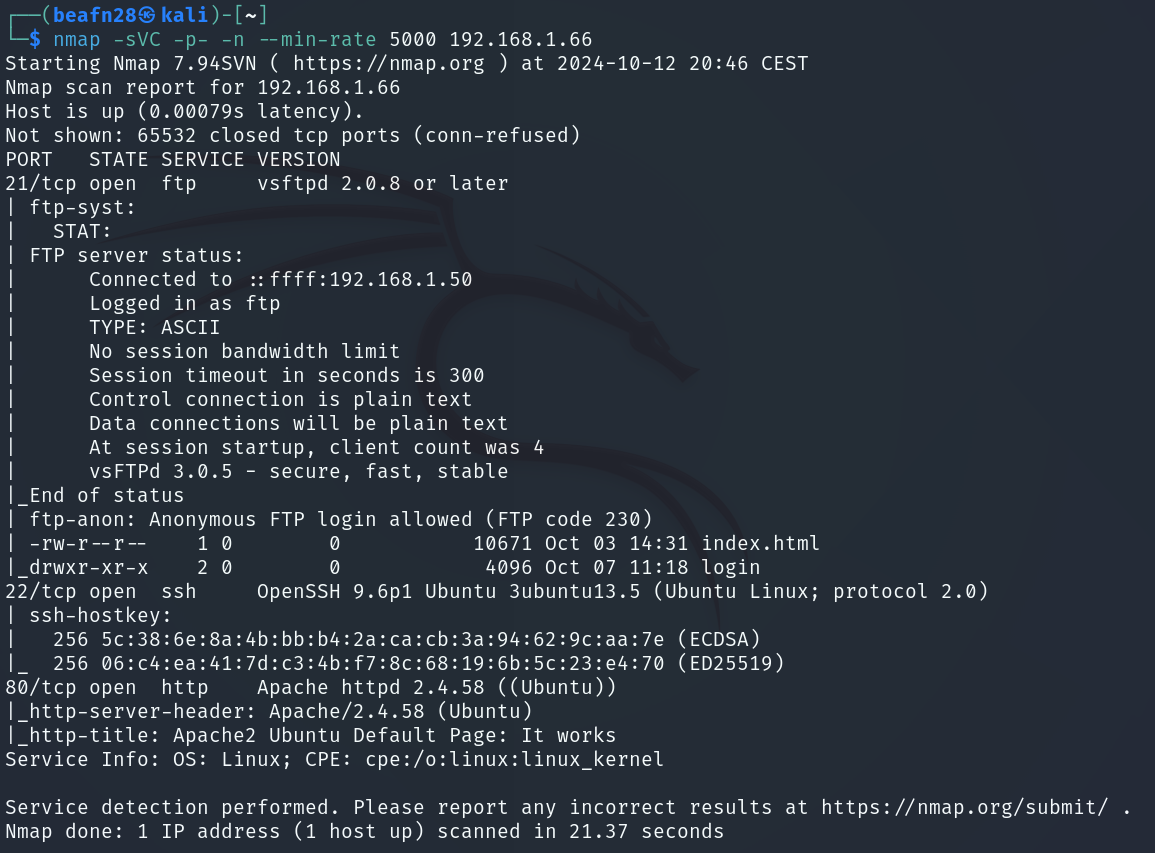 ┌──(beafn28㉿kali)-[~]
└─$ nmap -sVC -p- -n --min-rate 5000 192.168.1.66
Starting Nmap 7.94SVN ( https://nmap.org ) at 2024-10-12 20:46 CEST
Nmap scan report for 192.168.1.66
Host is up (0.00079s latency).
Not shown: 65532 closed tcp ports (conn-refused)
PORT   STATE SERVICE VERSION
21/tcp open  ftp     vsftpd 2.0.8 or later
| ftp-syst:
|   STAT:
| FTP server status:
|      Connected to ::ffff:192.168.1.50
|      Logged in as ftp
|      TYPE: ASCII
|      No session bandwidth limit
|      Session timeout in seconds is 300
|      Control connection is plain text
|      Data connections will be plain text
|      At session startup, client count was 4
|      vsFTPd 3.0.5 - secure, fast, stable
|_End of status
| ftp-anon: Anonymous FTP login allowed (FTP code 230)
| -rw-r--r--    1 0        0           10671 Oct 03 14:31 index.html
|_drwxr-xr-x    2 0        0            4096 Oct 07 11:18 login
22/tcp open  ssh     OpenSSH 9.6p1 Ubuntu 3ubuntu13.5 (Ubuntu Linux; protocol 2.0)
| ssh-hostkey:
|   256 5c:38:6e:8a:4b:bb:b4:2a:ca:cb:3a:94:62:9c:aa:7e (ECDSA)
|_  256 06:c4:ea:41:7d:c3:4b:f7:8c:68:19:6b:5c:23:e4:70 (ED25519)
80/tcp open  http    Apache httpd 2.4.58 ((Ubuntu))
|_http-server-header: Apache/2.4.58 (Ubuntu)
|_http-title: Apache2 Ubuntu Default Page: It works
Service Info: OS: Linux; CPE: cpe:/o:linux:linux_kernel

Service detection performed. Please report any incorrect results at https://nmap.org/submit/ .
Nmap done: 1 IP address (1 host up) scanned in 21.37 seconds